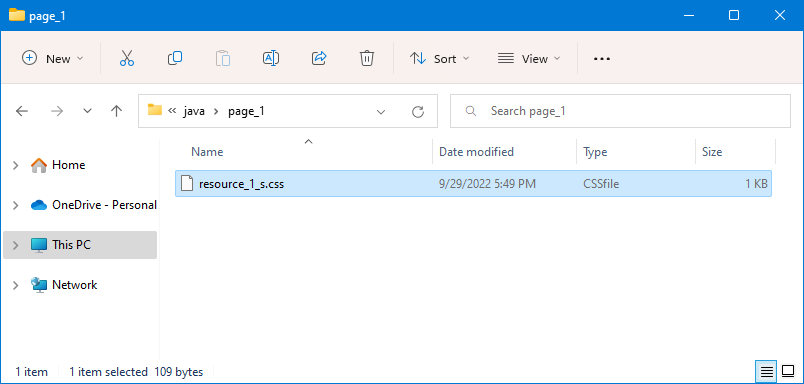 page_1
New Sort View
« java page_1 Search page_1
Name Date modified Type Size
resource_1_s.css 9/29/2022 5:49 PM CSSfile 1 KB
Home
OneDrive - Personal
This PC
Network
1 item 1 item selected 109 bytes